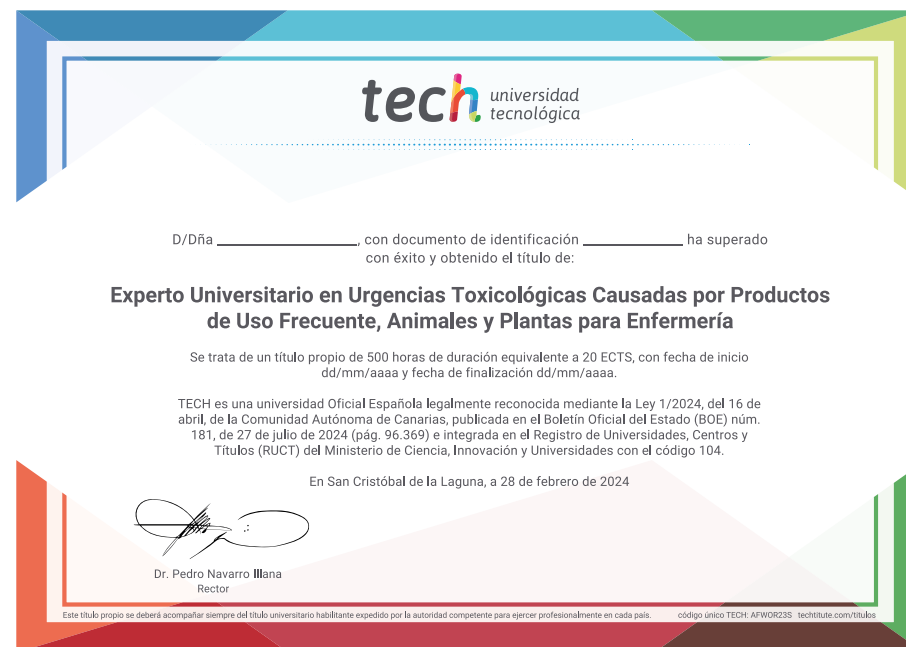 tech universidad
tecnológica
D/Dña ____________________, con documento de identificación ______________ ha superado
con éxito y obtenido el título de:
Experto Universitario en Urgencias Toxicológicas Causadas por Productos
de Uso Frecuente, Animales y Plantas para Enfermería
Se trata de un título propio de 500 horas de duración equivalente a 20 ECTS, con fecha de inicio
dd/mm/aaaa y fecha de finalización dd/mm/aaaa.
TECH es una universidad Oficial Española legalmente reconocida mediante la Ley 1/2024, del 16 de
abril, de la Comunidad Autónoma de Canarias, publicada en el Boletín Oficial del Estado (BOE) núm.
181, de 27 de julio de 2024 (pág. 96.369) e integrada en el Registro de Universidades, Centros y
Títulos (RUCT) del Ministerio de Ciencia, Innovación y Universidades con el código 104.
En San Cristóbal de la Laguna, a 28 de febrero de 2024
Dr. Pedro Navarro Illana
Rector
Este título propio se deberá acompañar siempre del título universitario habilitante expedido por la autoridad competente para ejercer profesionalmente en cada país. código único TECH: AFWOR23S techtitute.com/titulos